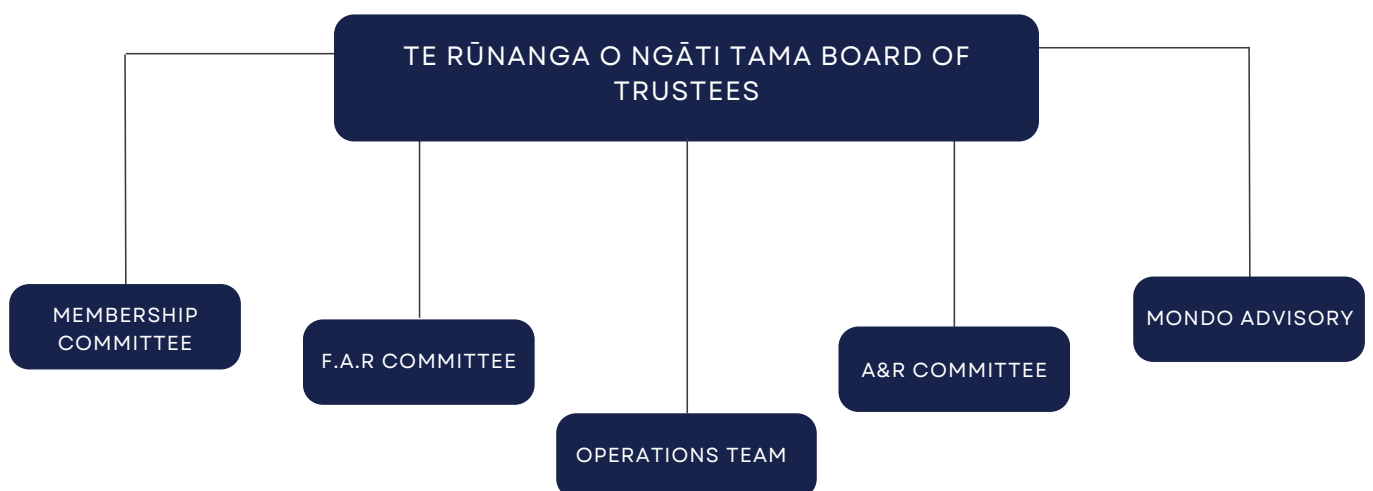 TE RŪNANGA O NGĀTI TAMA BOARD OF
TRUSTEES
MEMBERSHIP
COMMITTEE
F.A.R COMMITTEE
OPERATIONS TEAM
A&R COMMITTEE
MONDO ADVISORY